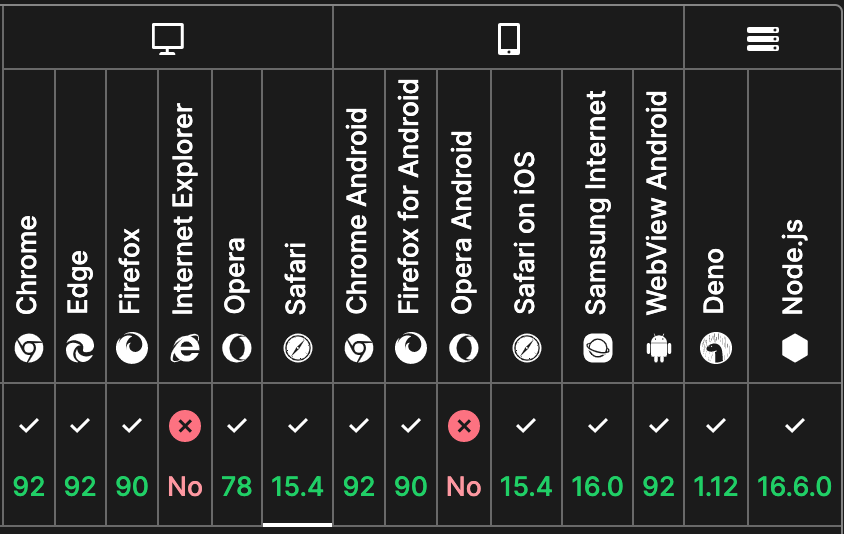 Chrome
Edge
Firefox
Internet Explorer
Opera
Safari
Chrome Android
Firefox for Android
Opera Android
Safari on iOS
Samsung Internet
WebView Android
Deno
Node.js
92 92 90 No 78 15.4 92 90 No 15.4 16.0 92 1.12 16.6.0